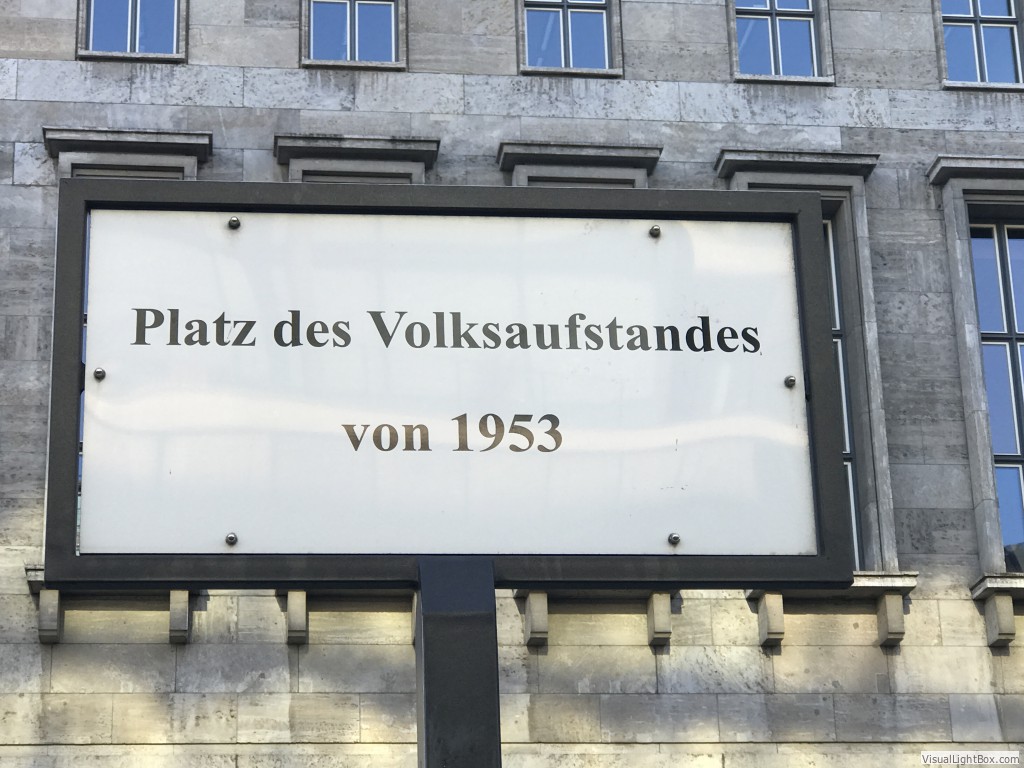 Platz des Volksaufstandes
von 1953
VisualLightBox.com